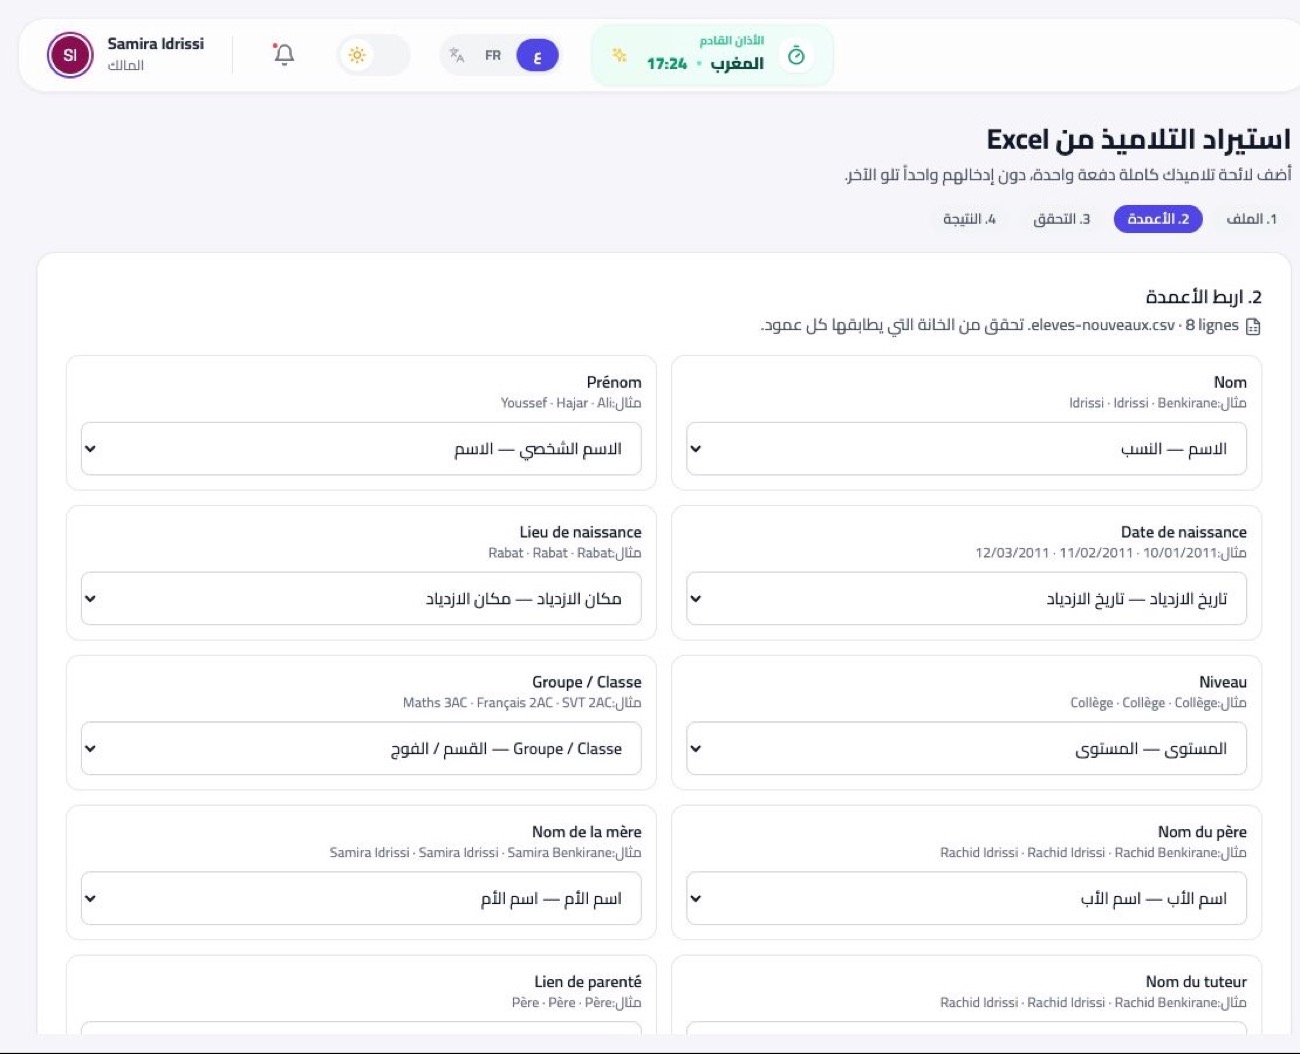 الأذان القادم
المغرب • 17:24
ع
FR
Samira Idrissi
المالك
SI
استيراد التلاميذ من Excel
أضف لائحة تلاميذك كاملة دفعة واحدة، دون إدخالهم واحداً تلو الآخر.
1. الملف
2. الأعمدة
3. التحقق
4. النتيجة
2. اربط الأعمدة
eleves-nouveaux.csv · 8 lignes. تحقق من الخانة التي يطابقها كل عمود.
Nom
مثال:Idrissi · Idrissi · Benkirane
الاسم — النسب
Prénom
مثال:Youssef · Hajar · Ali
الاسم الشخصي — الاسم
Date de naissance
مثال:12/03/2011 · 11/02/2011 · 10/01/2011
تاريخ الازدياد — تاريخ الازدياد
Lieu de naissance
مثال:Rabat · Rabat · Rabat
مكان الازدياد — مكان الازدياد
Niveau
مثال:Collège · Collège · Collège
المستوى — المستوى
Groupe / Classe
مثال:Maths 3AC · Français 2AC · SVT 2AC
Groupe / Classe — القسم / الفوج
Nom du père
مثال:Rachid Idrissi · Rachid Idrissi · Rachid Benkirane
اسم الأب — اسم الأب
Nom de la mère
مثال:Samira Idrissi · Samira Idrissi · Samira Benkirane
اسم الأم — اسم الأم
Nom du tuteur
مثال:Rachid Idrissi · Rachid Idrissi · Rachid Benkirane
Lien de parenté
مثال:Père · Père · Père